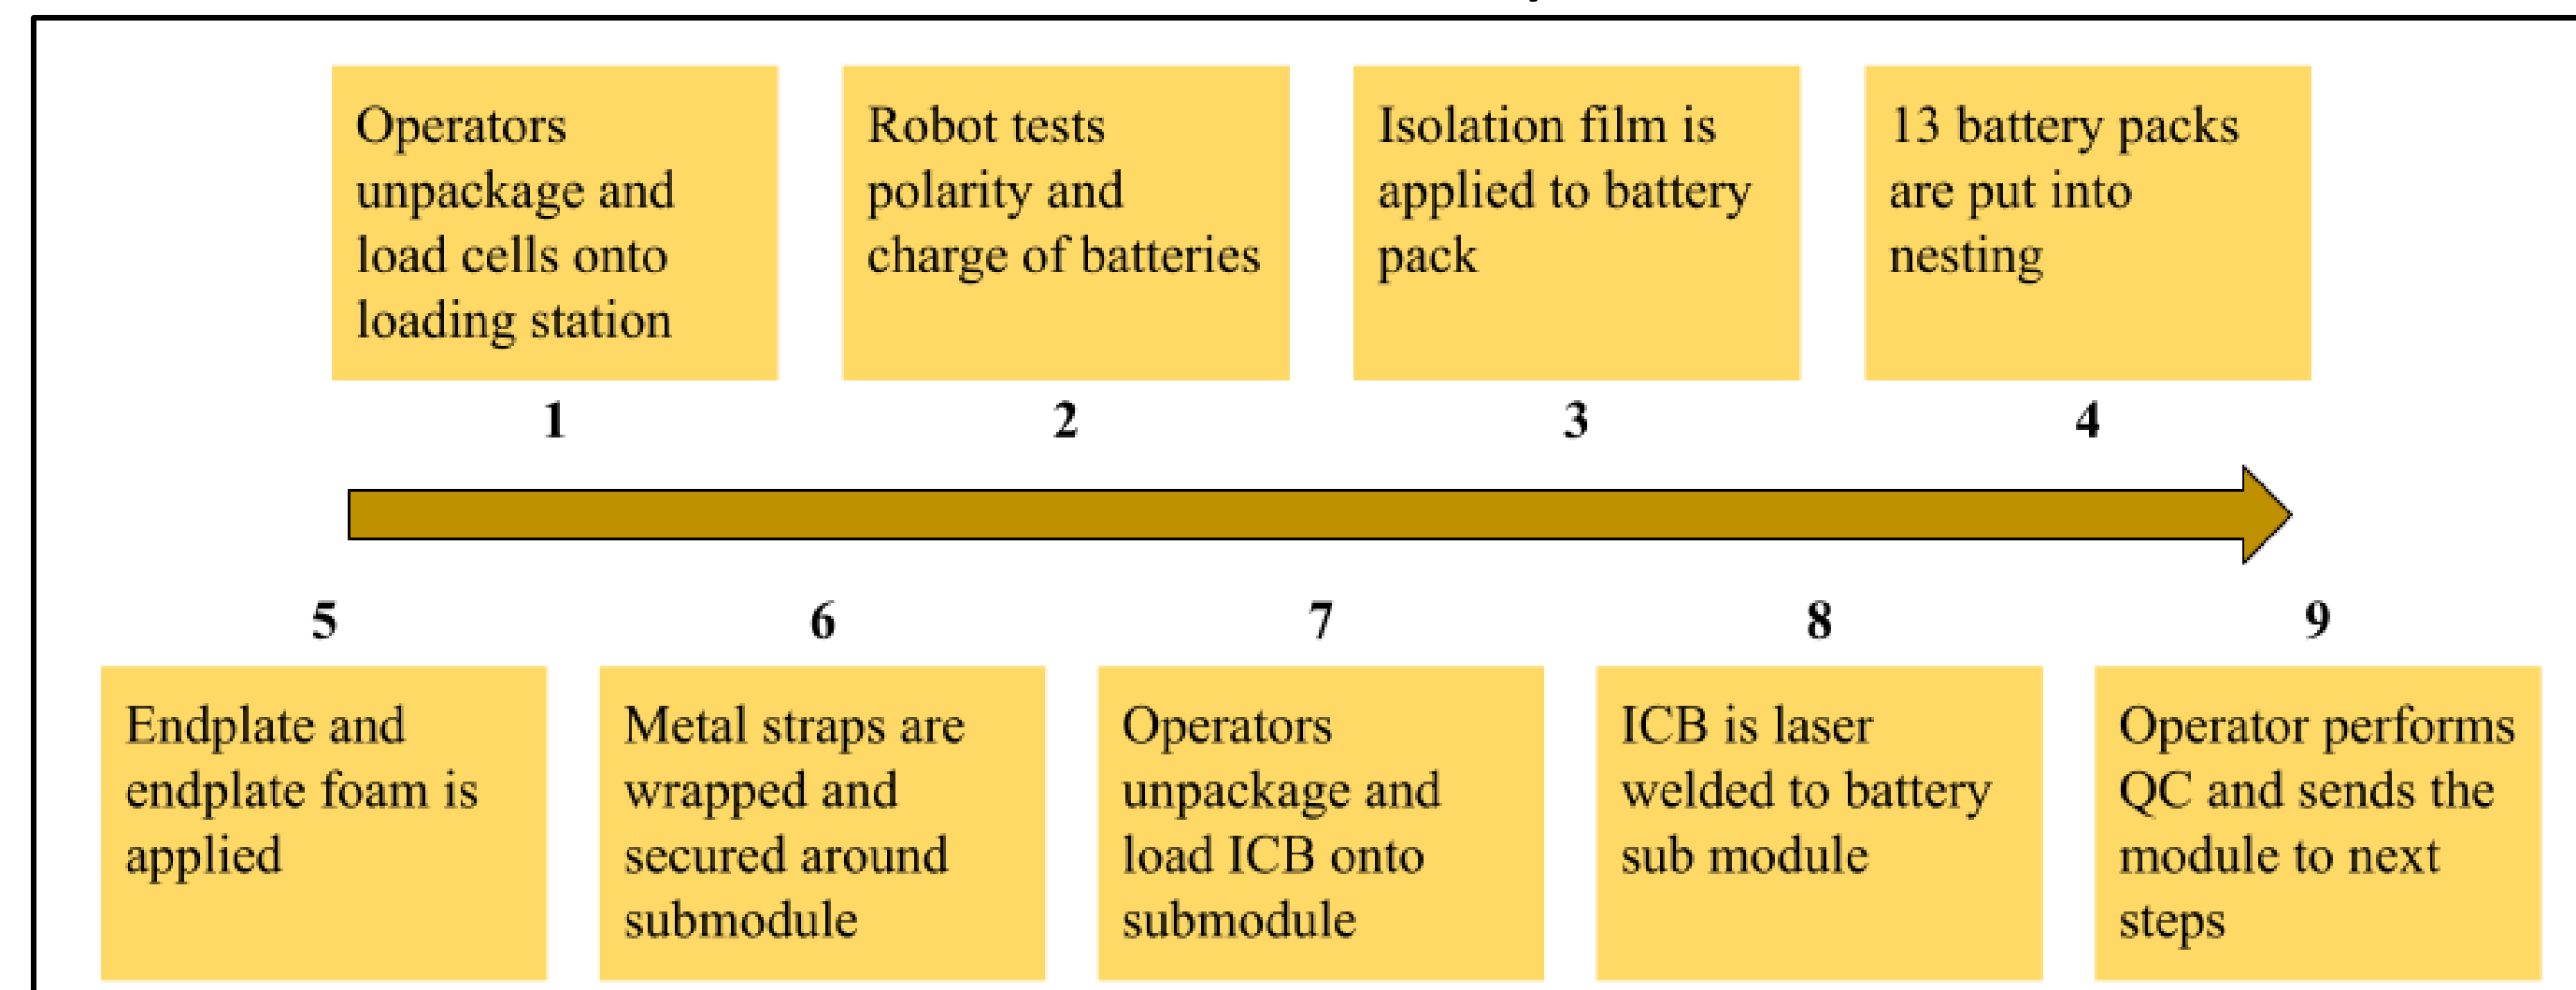 Operators
unpackage and
load cells onto
loading station
1
Robot tests
polarity and
charge of batteries
2
Isolation film is
applied to battery
pack
3
13 battery packs
are put into
nesting
4
5
Endplate and
endplate foam is
applied
6
Metal straps are
wrapped and
secured around
submodule
7
Operators
unpackage and
load ICB onto
submodule
8
ICB is laser
welded to battery
sub module
9
Operator performs
QC and sends the
module to next
steps